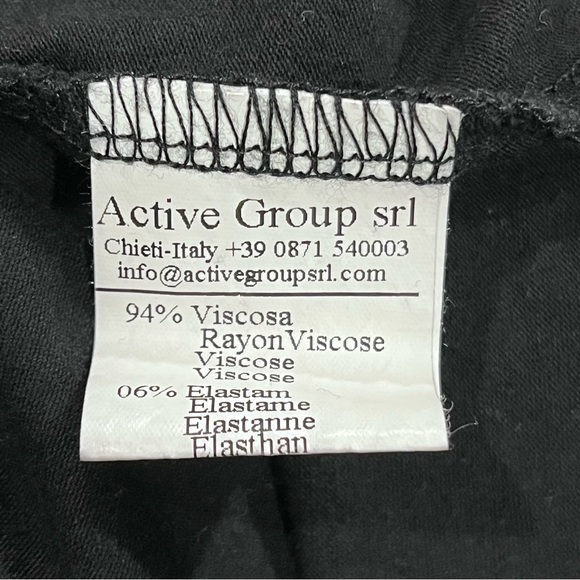 Active Group srl
Chieti-Italy +39 0871 540003
info@activegroupsrl.com
94% Viscosa
RayonViscose
Viscose
Viscose
06% Elastam
Elastame
Elastanne
Elasthan